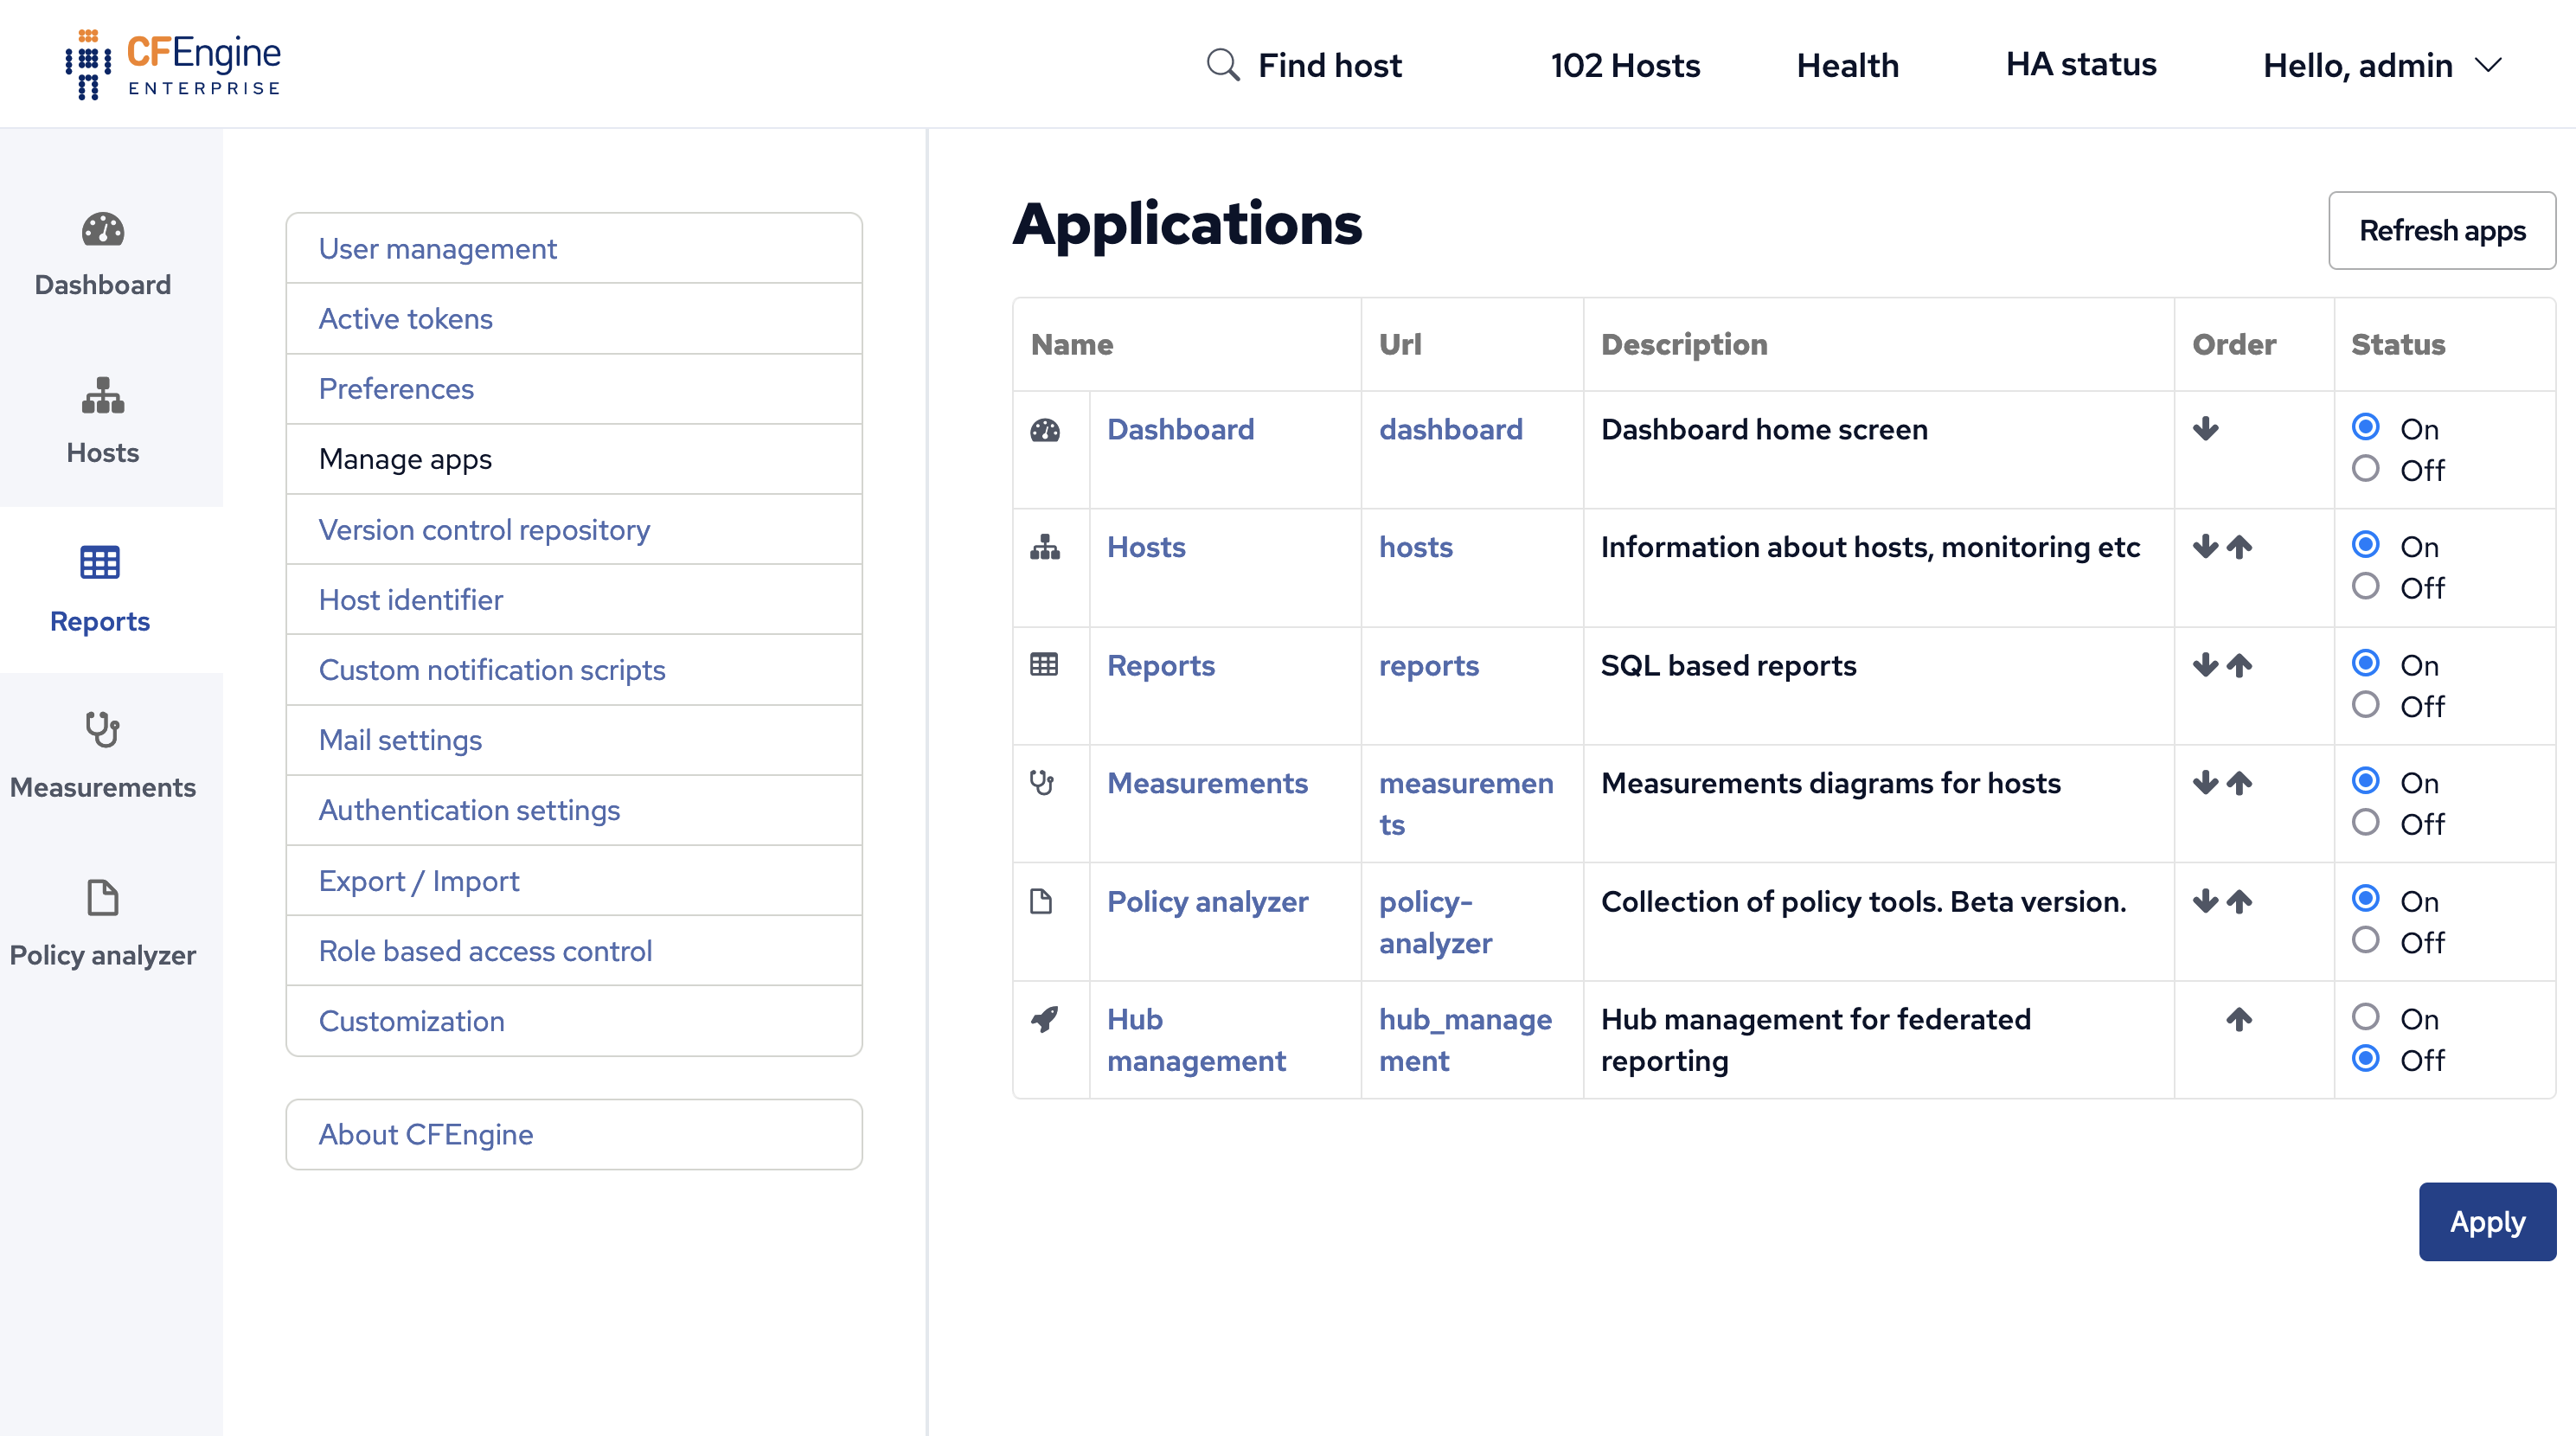 CFEngine
ENTERPRISE
Find host
102 Hosts
Health
HA status
Hello, admin
Dashboard
Hosts
Reports
Measurements
Policy analyzer
User management
Active tokens
Preferences
Manage apps
Version control repository
Host identifier
Custom notification scripts
Mail settings
Authentication settings
Export / Import
Role based access control
Customization
About CFEngine
Applications
Refresh apps
Name Url Description Order Status
Dashboard dashboard Dashboard home screen On
Off
Hosts hosts Information about hosts, monitoring etc On
Off
Reports reports SQL based reports On
Off
Measurements measuremen Measurements diagrams for hosts On
ts Off
Policy analyzer policy- Collection of policy tools. Beta version. On
analyzer Off
Hub hub_manage Hub management for federated On
management ment reporting Off
Apply